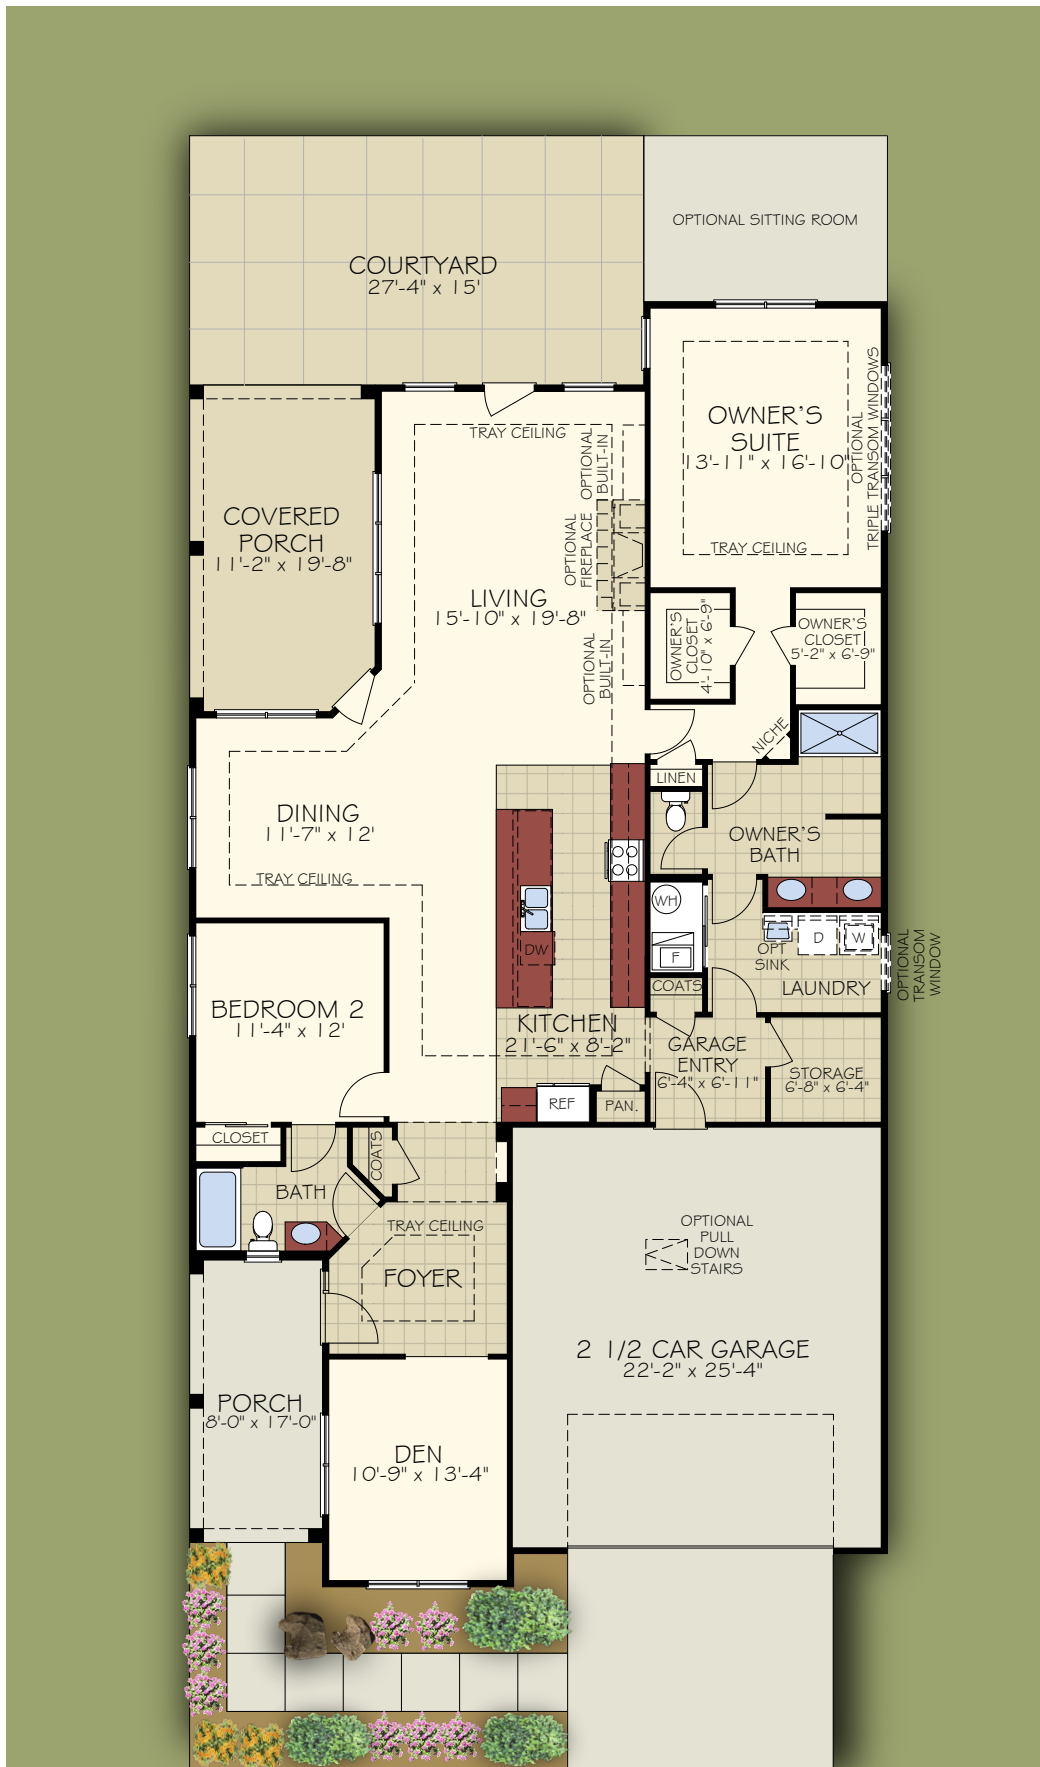 OPTIONAL SITTING ROOM
COURTYARD
27'-4" x 15'
OWNER'S
SUITE
13'-11" x 16'-10"
TRAY CEILING
OPTIONAL
TRIPLE TRANSOM WINDOWS
TRAY CEILING
OPTIONAL
BUILT-IN
COVERED
PORCH
11'-2" x 19'-8"
OPTIONAL
FIREPLACE
LIVING
15'-10" x 19'-8"
OPTIONAL
BUILT-IN
OWNER'S
CLOSET
4'-10" x 6'-9"
OWNER'S
CLOSET
5'-2" x 6'-9"
NICHE
LINEN
DINING
11'-7" x 12'
TRAY CEILING
OWNER'S
BATH
WH
F
DW
OPT
SINK
D
W
OPTIONAL
TRANSOM
WINDOW
COATS
LAUNDRY
BEDROOM 2
11'-4" x 12'
KITCHEN
21'-6" x 8'-2"
GARAGE
ENTRY
6'-4" x 6'-11"
STORAGE
6'-8" x 6'-4"
REF
PAN.
CLOSET
COATS
BATH
TRAY CEILING
FOYER
OPTIONAL
PULL
DOWN
STAIRS
2 1/2 CAR GARAGE
22'-2" x 25'-4"
PORCH
8'-0" x 17'-0"
DEN
10'-9" x 13'-4"